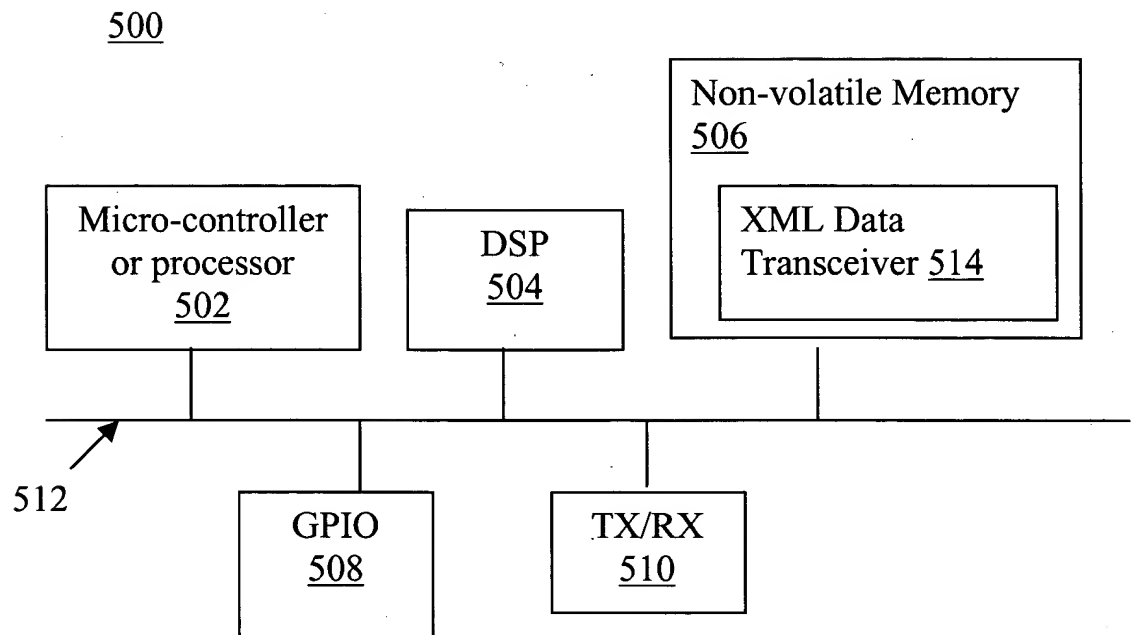 500
Non-volatile Memory
506
Micro-controller
or processor
502
DSP
504
XML Data
Transceiver 514
512
GPIO
508
TX/RX
510